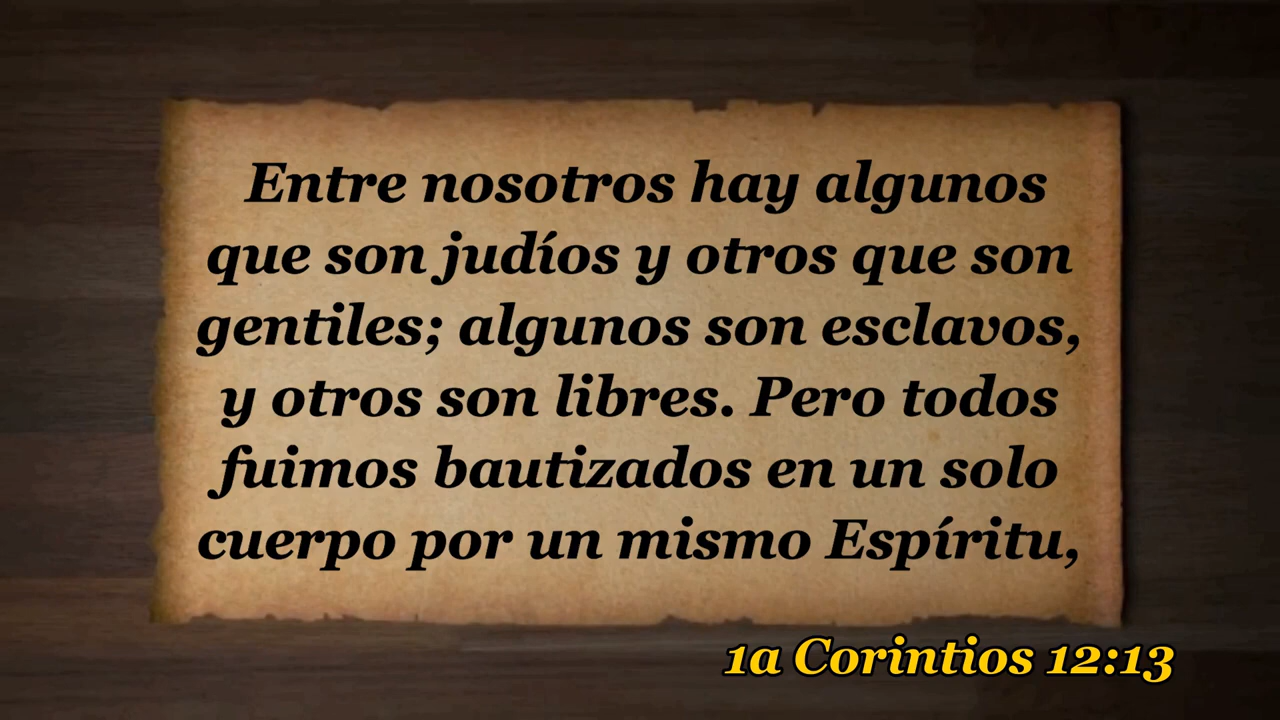 Entre nosotros hay algunos
que son judíos y otros que son
gentiles; algunos son esclavos,
y otros son libres. Pero todos
fuimos bautizados en un solo
cuerpo por un mismo Espíritu,
1a Corintios 12:13